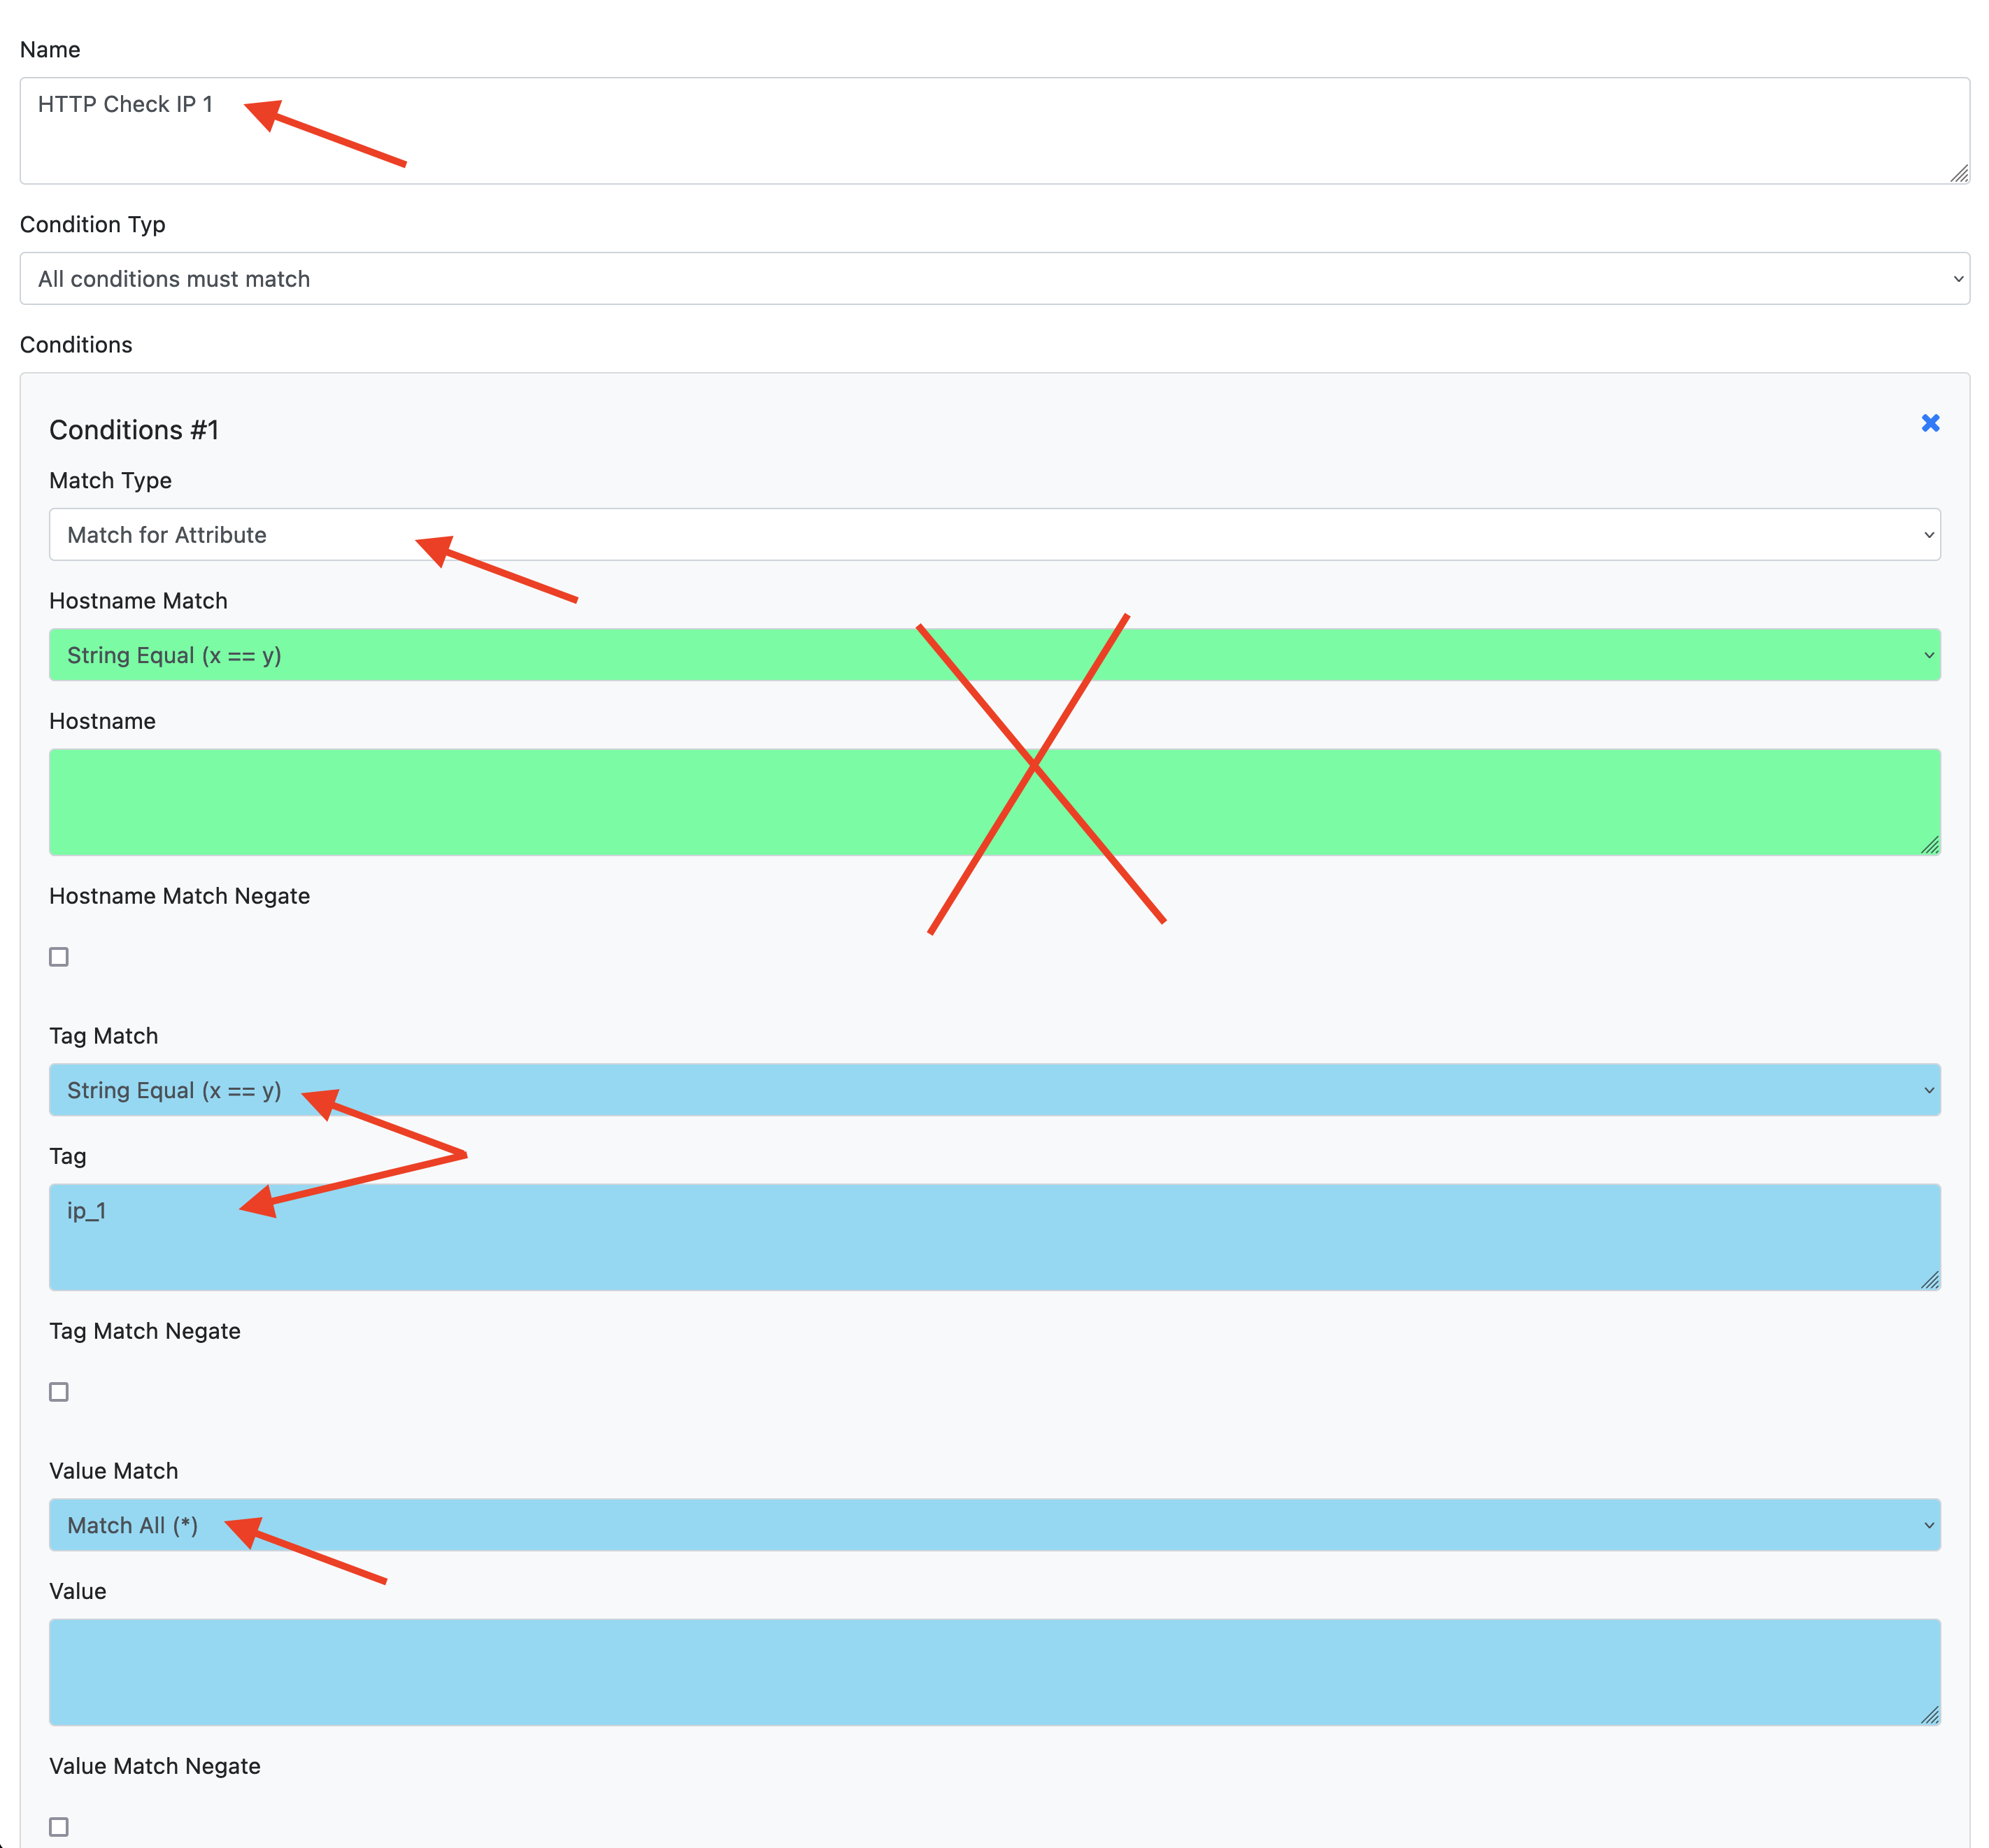 Name
HTTP Check IP 1
Condition Typ
All conditions must match
Conditions
Conditions #1
Match Type
Match for Attribute
Hostname Match
String Equal (x == y)
Hostname
Hostname Match Negate
Tag Match
String Equal (x == y)
Tag
ip_1
Tag Match Negate
Value Match
Match All (*)
Value
Value Match Negate